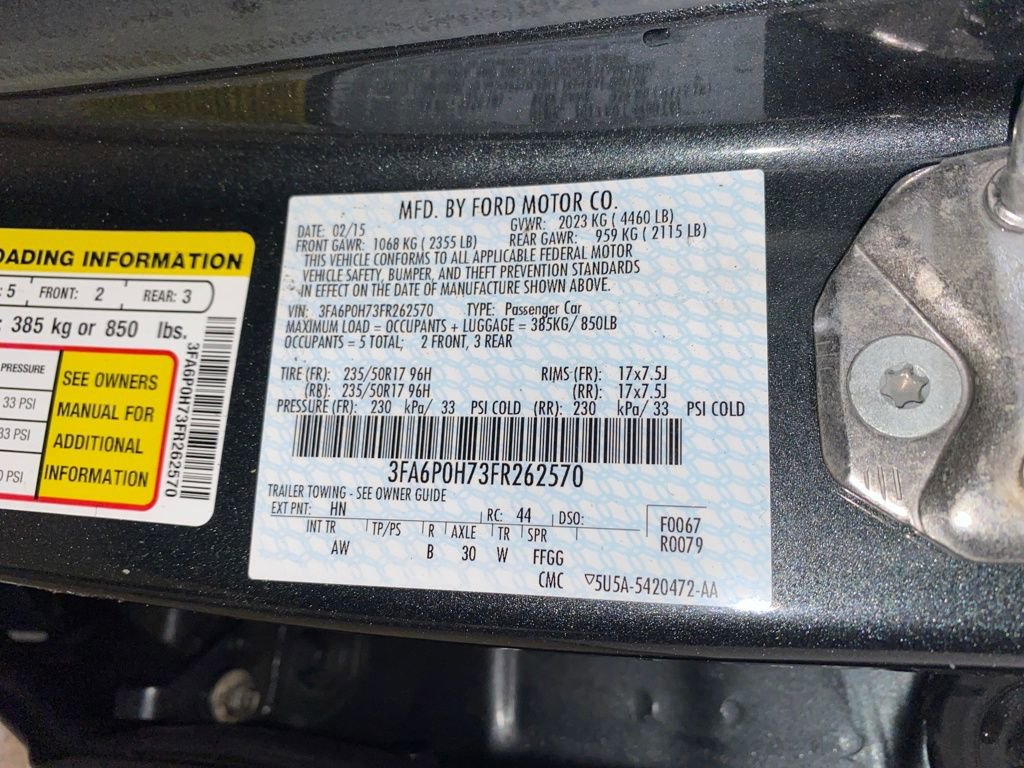 OADING INFORMATION
: 5 FRONT: 2 REAR: 3
: 385 kg or 850 lbs.
PRESSURE
33 PSI
33 PSI
0 PSI
SEE OWNERS
MANUAL FOR
ADDITIONAL
INFORMATION
3FA6P0H73FR262570
MFD. BY FORD MOTOR CO.
DATE: 02/15 GVWR: 2023 KG ( 4460 LB)
FRONT GAWR: 1068 KG ( 2355 LB) REAR GAWR: 959 KG ( 2115 LB)
THIS VEHICLE CONFORMS TO ALL APPLICABLE FEDERAL MOTOR
VEHICLE SAFETY, BUMPER, AND THEFT PREVENTION STANDARDS
IN EFFECT ON THE DATE OF MANUFACTURE SHOWN ABOVE.
VIN: 3FA6P0H73FR262570 TYPE: Passenger Car
MAXIMUM LOAD = OCCUPANTS + LUGGAGE = 385KG/ 850LB
OCCUPANTS = 5 TOTAL; 2 FRONT, 3 REAR
TIRE (FR): 235/50R17 96H RIMS (FR): 17x7.5J
(RR): 235/50R17 96H (RR): 17x7.5J
PRESSURE (FR): 230 kPa/ 33 PSI COLD (RR): 230 kPa/ 33 PSI COLD
3FA6P0H73FR262570
TRAILER TOWING - SEE OWNER GUIDE
EXT PNT: HN RC: 44 DSO: F0067
INT TR TP/PS R AXLE TR SPR R0079
AW B 30 W FFGG
CMC ▽5U5A-5420472-AA